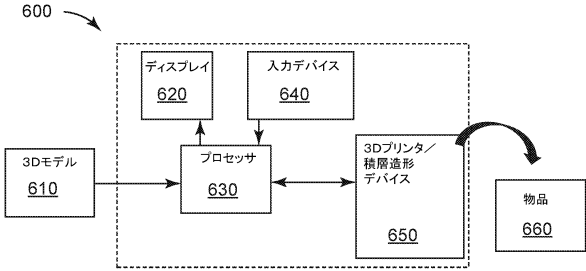 600
ディスプレイ
620
入力デバイス
640
3Dモデル
610
プロセッサ
630
3Dプリンタ/
積層造形
デバイス
650
物品
660